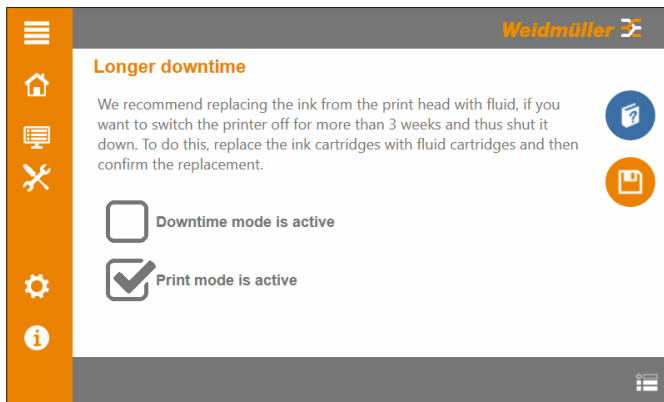 Weidmüller
Longer downtime
We recommend replacing the ink from the print head with fluid, if you
want to switch the printer off for more than 3 weeks and thus shut it
down. To do this, replace the ink cartridges with fluid cartridges and then
confirm the replacement.
Downtime mode is active
Print mode is active